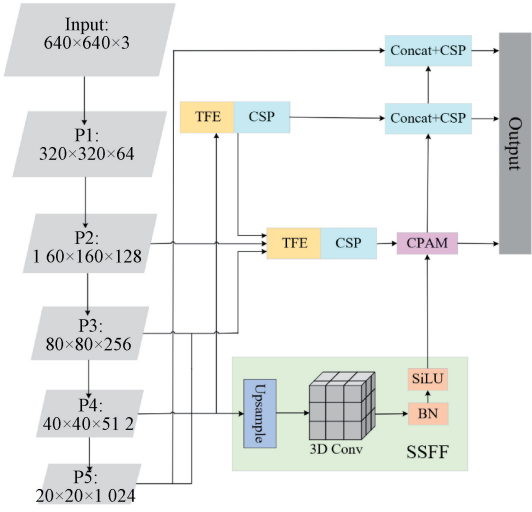 Input:
640×640×3
P1:
320×320×64
P2:
1 60×160×128
P3:
80×80×256
P4:
40×40×51 2
P5:
20×20×1 024
TFE
CSP
TFE
CSP
CPAM
Concat+CSP
Concat+CSP
Output
Upsample
3D Conv
SiLU
BN
SSFF